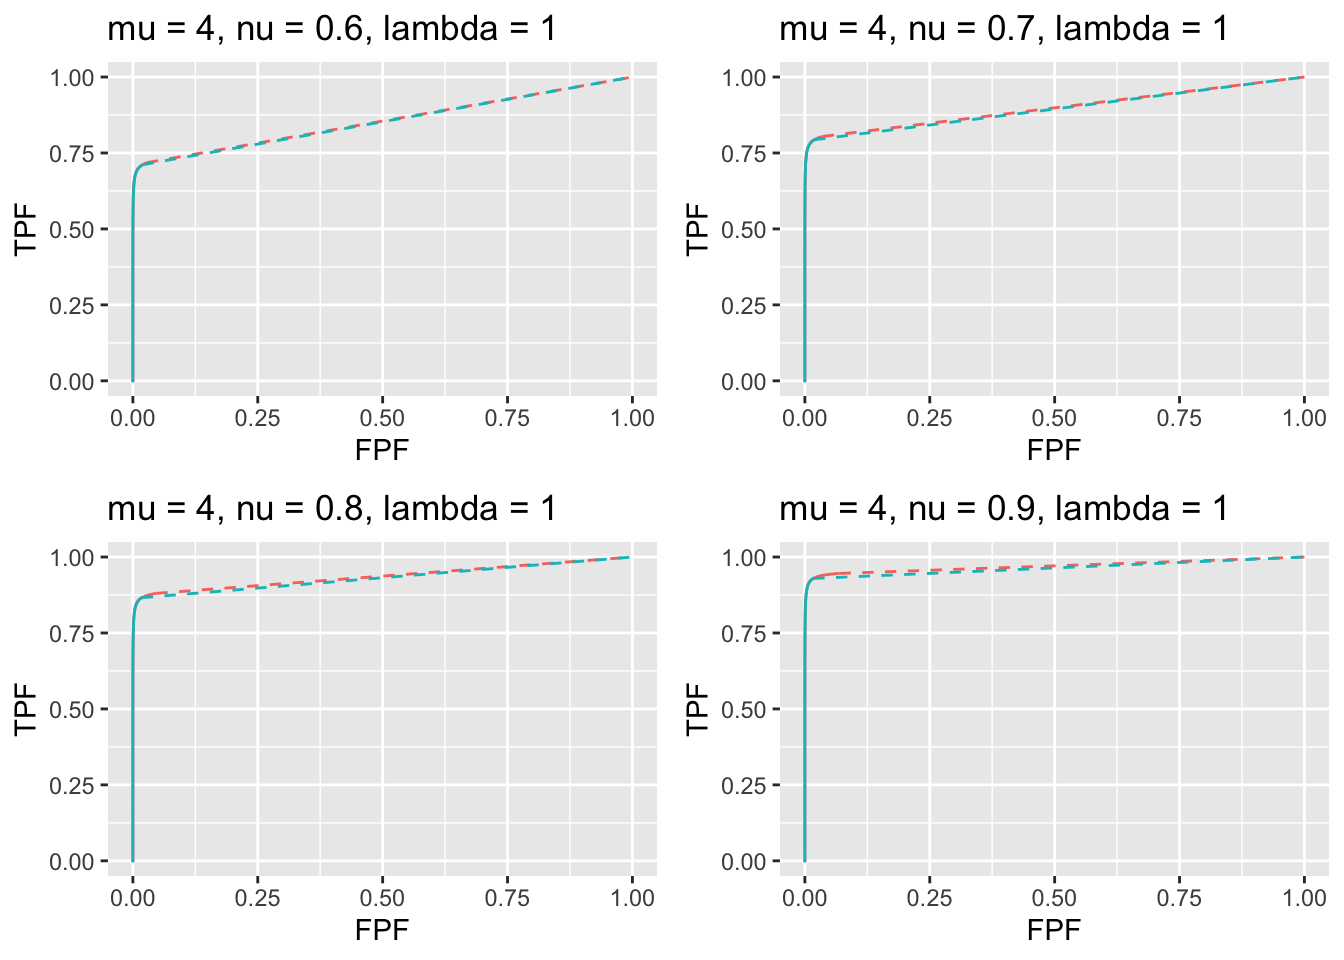 mu = 4, nu = 0.6, lambda = 1
1.00
0.75
0.50
0.25
0.00
TPF
0.00 0.25 0.50 0.75 1.00
FPF
mu = 4, nu = 0.7, lambda = 1
1.00
0.75
0.50
0.25
0.00
TPF
0.00 0.25 0.50 0.75 1.00
FPF
mu = 4, nu = 0.8, lambda = 1
1.00
0.75
0.50
0.25
0.00
TPF
0.00 0.25 0.50 0.75 1.00
FPF
mu = 4, nu = 0.9, lambda = 1
1.00
0.75
0.50
0.25
0.00
TPF
0.00 0.25 0.50 0.75 1.00
FPF